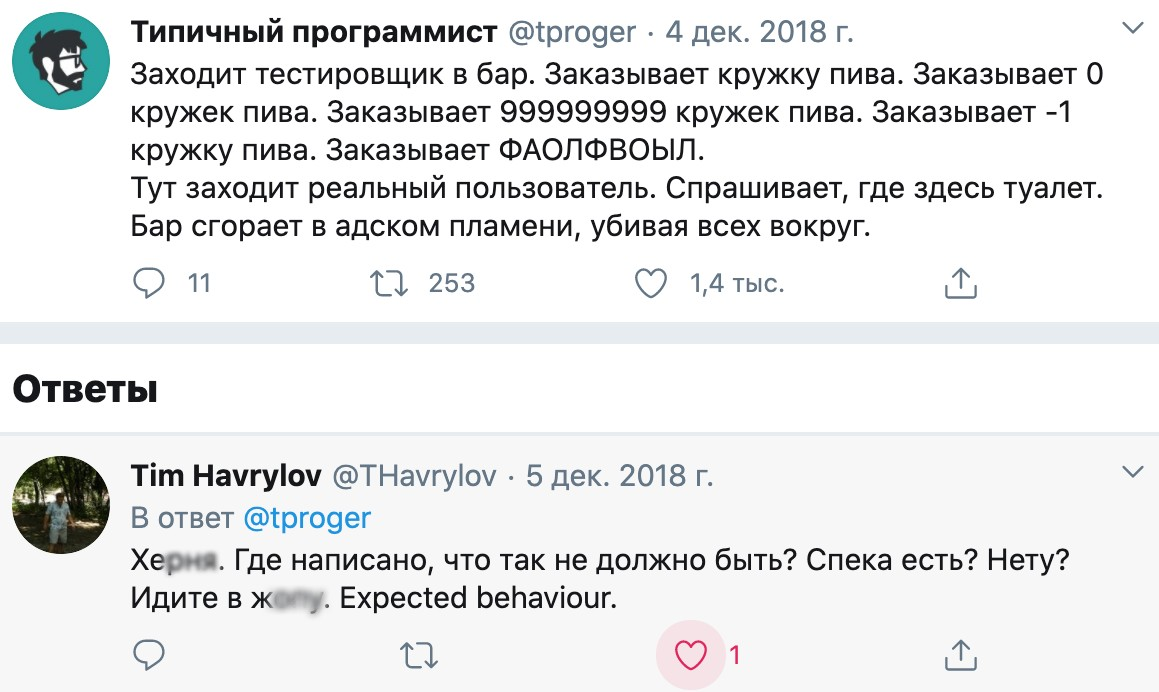 Типичный программист @tproger · 4 дек. 2018 г.
Заходит тестировщик в бар. Заказывает кружку пива. Заказывает 0
кружек пива. Заказывает 999999999 кружек пива. Заказывает -1
кружку пива. Заказывает ФАОЛФВОЫЛ.
Тут заходит реальный пользователь. Спрашивает, где здесь туалет.
Бар сгорает в адском пламени, убивая всех вокруг.
11 253 1,4 тыс.
Ответы
Tim Havrylov @THavrylov · 5 дек. 2018 г.
В ответ @tproger
Херня. Где написано, что так не должно быть? Спека есть? Нету?
Идите в жопу. Expected behaviour.
1